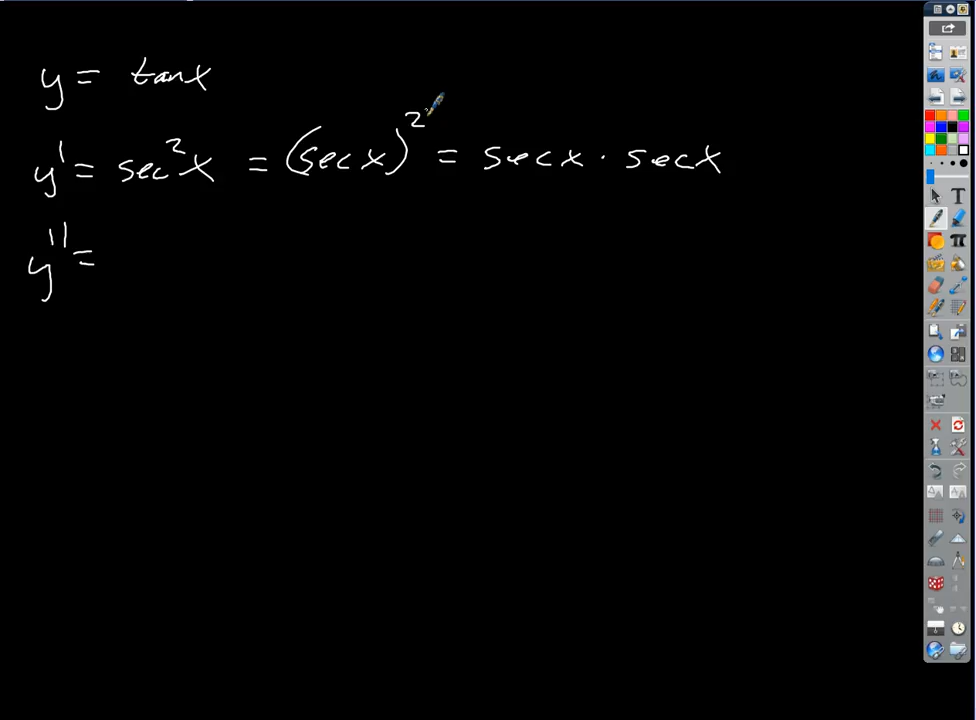 y = tanx
y' = sec²x = (secx)² = secx · secx
y'' =
T